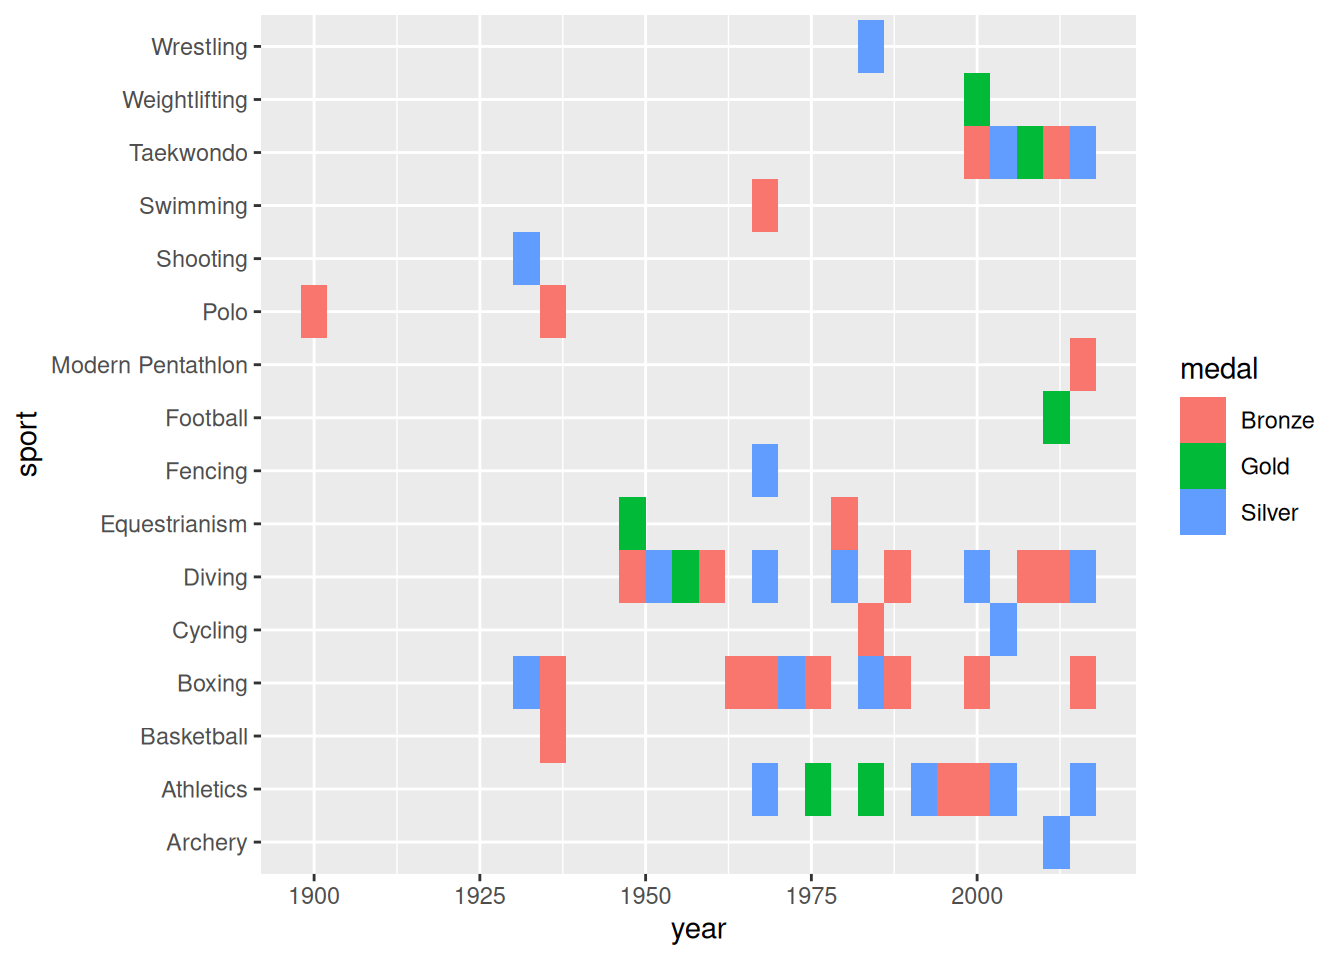 Wrestling
Weightlifting
Taekwondo
Swimming
Shooting
Polo
Modern Pentathlon
Football
Fencing
Equestrianism
Diving
Cycling
Boxing
Basketball
Athletics
Archery
sport
1900 1925 1950 1975 2000
year
medal
Bronze
Gold
Silver